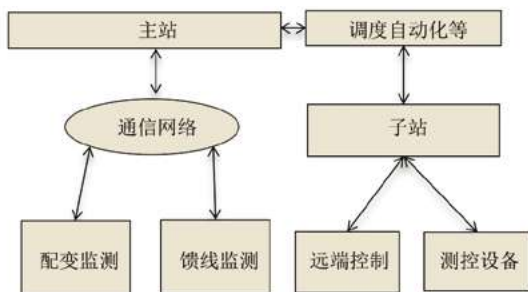 主站
调度自动化等
通信网络
子站
配变监测
馈线监测
远端控制
测控设备